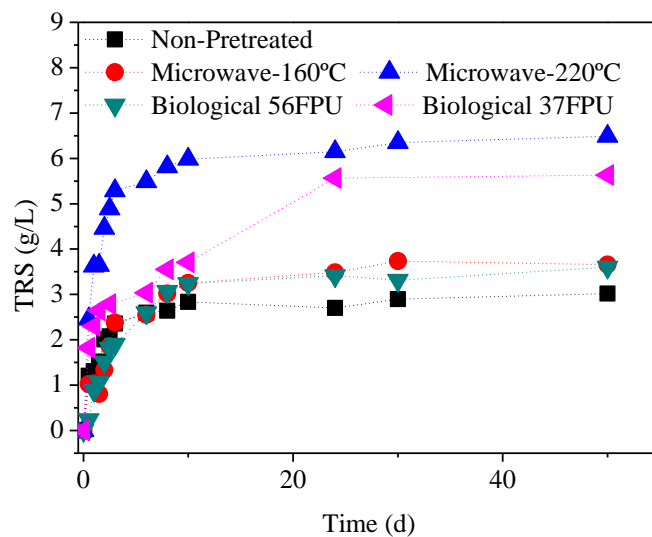 9
Non-Pretreated
8
Microwave-160ºC Microwave-220ºC
Biological 56FPU Biological 37FPU
7
6
5
TRS (g/L)
4
3
2
1
0
0 20 40
Time (d)